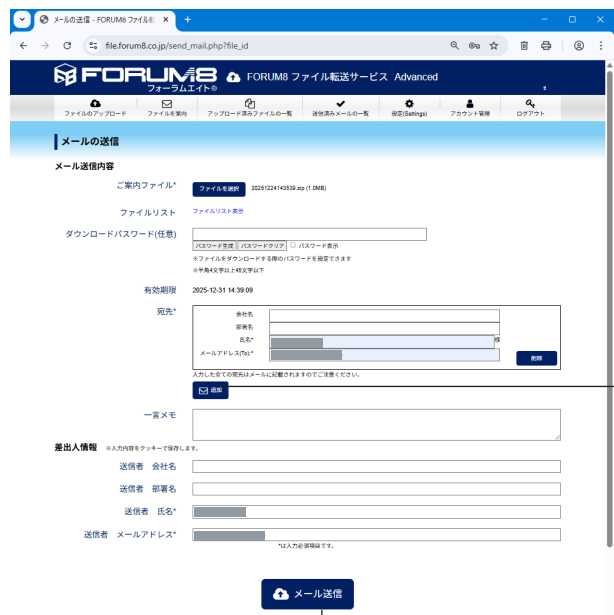 メールの送信 - FORUM8 ファイル転
file.forum8.co.jp/send_mail.php?file_id
FORUM8 フォーラムエイト® FORUM8 ファイル転送サービス Advanced
ファイルのアップロード ファイルを案内 アップロード済みファイルの一覧 送信済みメールの一覧 設定(Settings) アカウント管理 ログアウト
メールの送信
メール送信内容
ご案内ファイル* ファイルを選択 20251224143539.zip (1.0MB)
ファイルリスト ファイルリスト表示
ダウンロードパスワード(任意)
パスワード生成 パスワードクリア パスワード表示
※ファイルをダウンロードする際のパスワードを設定できます
※半角4文字以上45文字以下
有効期限 2025-12-31 14:39:09
宛先*
会社名
部署名
氏名* 様
メールアドレス(To):*
削除
入力した全ての宛先はメールに記載されますのでご注意ください。
追加
一言メモ
差出人情報 ※入力内容をクッキーで保存します。
送信者 会社名
送信者 部署名
送信者 氏名*
送信者 メールアドレス*
*は入力必須項目です。
メール送信